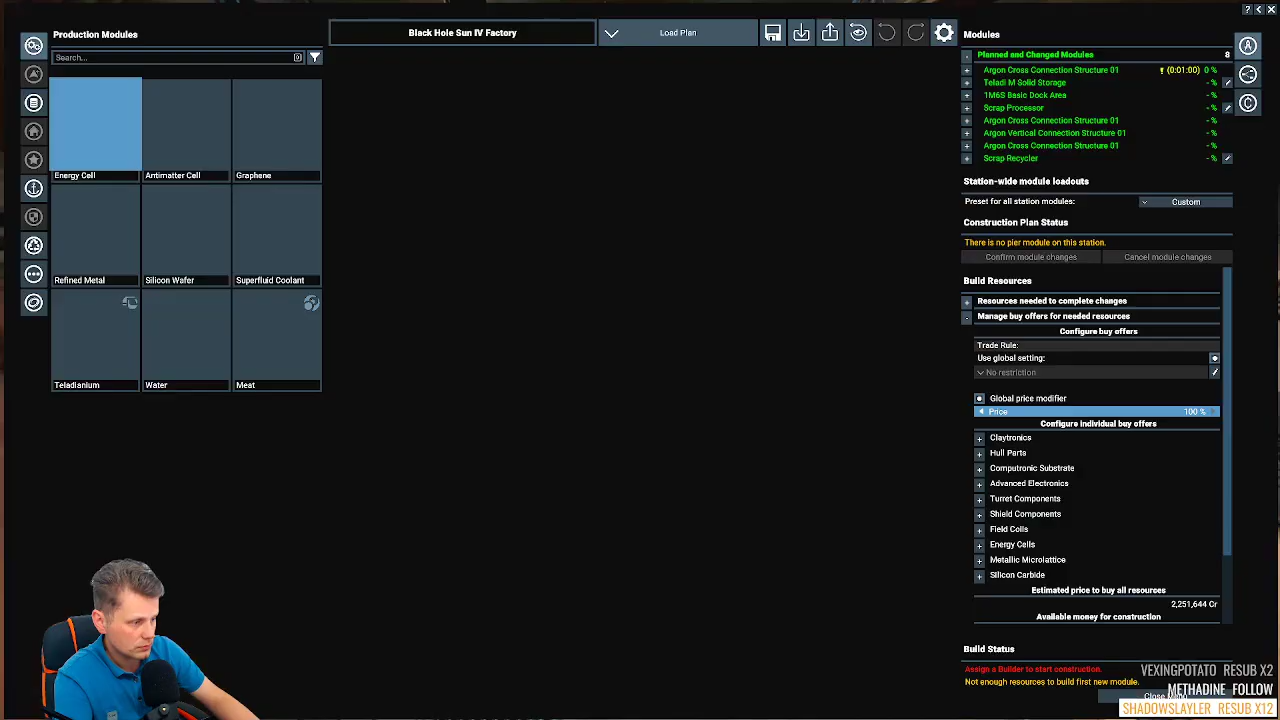 Production Modules
Search...
Energy Cell
Antimatter Cell
Graphene
Refined Metal
Silicon Wafer
Superfluid Coolant
Teladianium
Water
Meat
Black Hole Sun IV Factory
Load Plan
? < ×
Modules
- Planned and Changed Modules 8
+ Argon Cross Connection Structure 01 (0:01:00) 0 %
+ Teladi M Solid Storage - %
+ 1M6S Basic Dock Area - %
+ Scrap Processor - %
+ Argon Cross Connection Structure 01 - %
+ Argon Vertical Connection Structure 01 - %
+ Argon Cross Connection Structure 01 - %
+ Scrap Recycler - %
Station-wide module loadouts
Preset for all station modules: Custom
Construction Plan Status
There is no pier module on this station.
Confirm module changes Cancel module changes
Build Resources
+ Resources needed to complete changes
- Manage buy offers for needed resources
Configure buy offers
Trade Rule:
Use global setting:
No restriction
Global price modifier
Price 100 %
Configure individual buy offers
+ Claytronics
+ Hull Parts
+ Computronic Substrate
+ Advanced Electronics
+ Turret Components
+ Shield Components
+ Field Coils
+ Energy Cells
+ Metallic Microlattice
+ Silicon Carbide
Estimated price to buy all resources
2,251,644 Cr
Available money for construction
Build Status
Assign a Builder to start construction.
Not enough resources to build first new module.
Close
A
C
VEXINGPOTATO RESUB X2
METHADINE FOLLOW
SHADOWSLAYLER RESUB X12